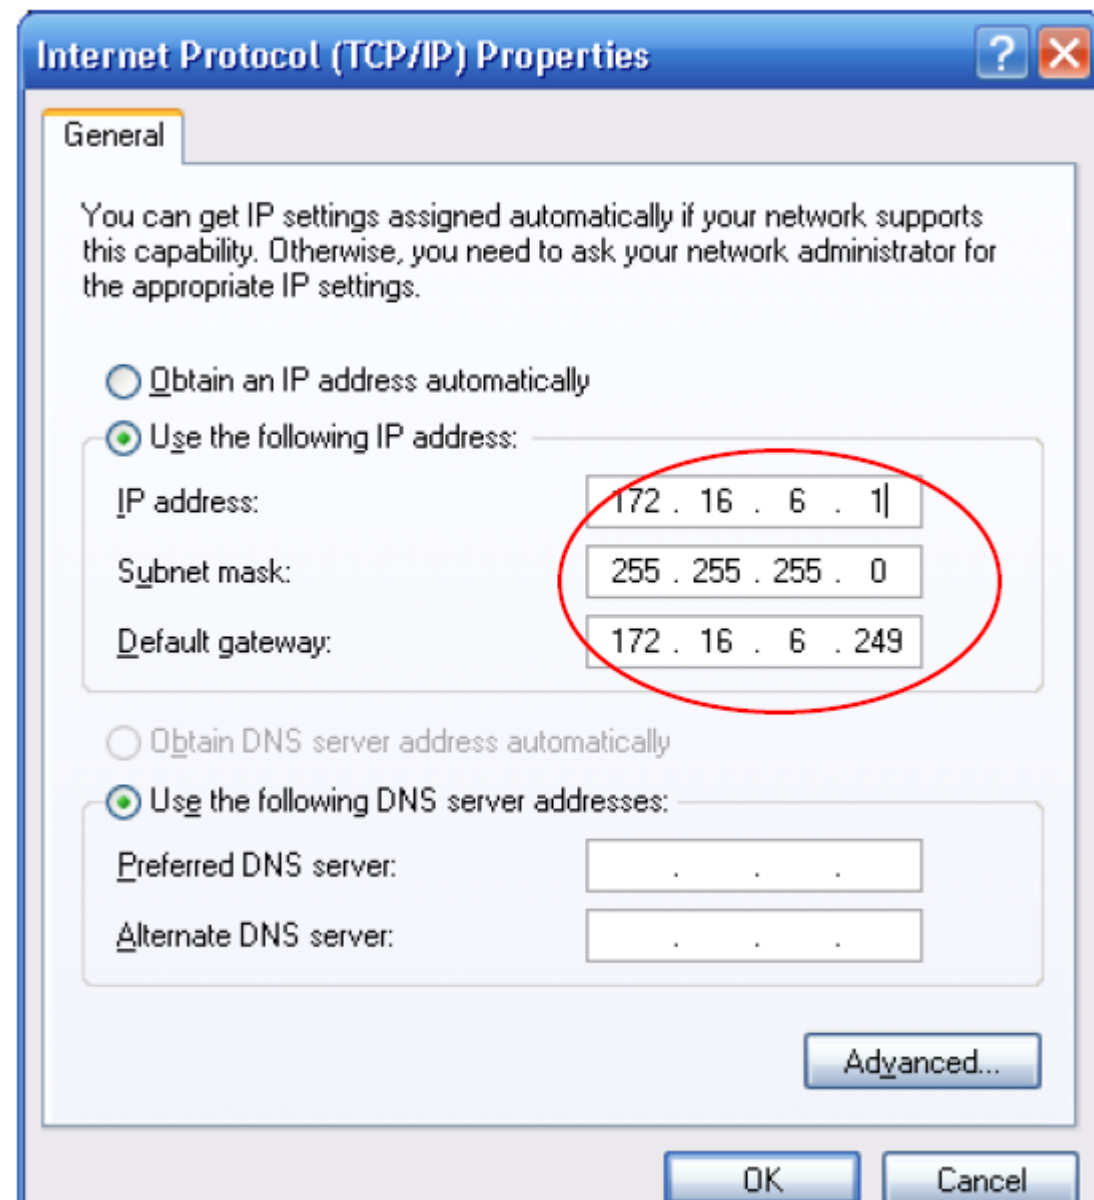 Internet Protocol (TCP/IP) Properties
General
You can get IP settings assigned automatically if your network supports
this capability. Otherwise, you need to ask your network administrator for
the appropriate IP settings.
Obtain an IP address automatically
Use the following IP address:
IP address: 172 . 16 . 6 . 1
Subnet mask: 255 . 255 . 255 . 0
Default gateway: 172 . 16 . 6 . 249
Obtain DNS server address automatically
Use the following DNS server addresses:
Preferred DNS server: . . .
Alternate DNS server: . . .
Advanced...
OK Cancel